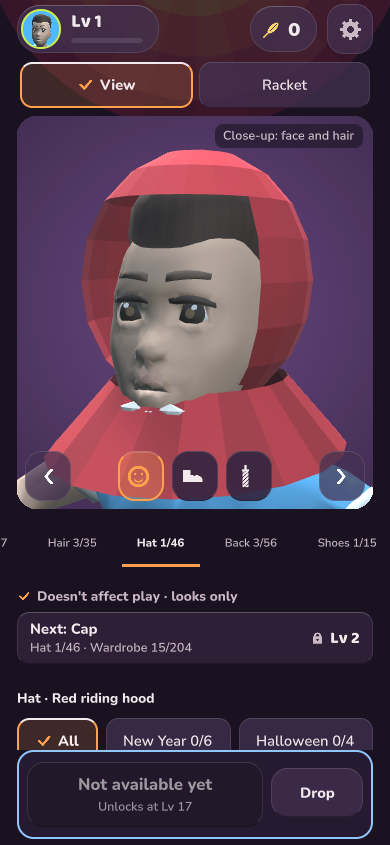 Lv 1
0
View
Racket
Close-up: face and hair
7
Hair 3/35
Hat 1/46
Back 3/56
Shoes 1/15
Doesn't affect play · looks only
Next: Cap
Hat 1/46 · Wardrobe 15/204
Lv 2
Hat · Red riding hood
All
New Year 0/6
Halloween 0/4
Not available yet
Unlocks at Lv 17
Drop